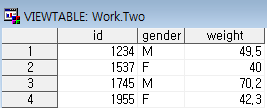 VIEWTABLE: Work.Two
id gender weight
1 1234 M 49,5
2 1537 F 40
3 1745 M 70,2
4 1955 F 42,3